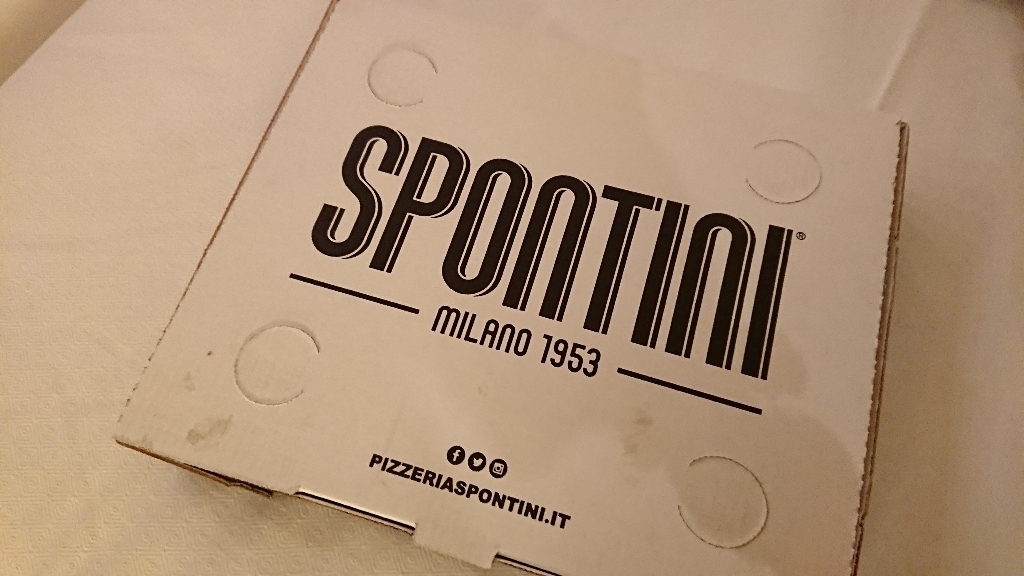 SPONTINI®
MILANO 1953
PIZZERIASPONTINI.IT